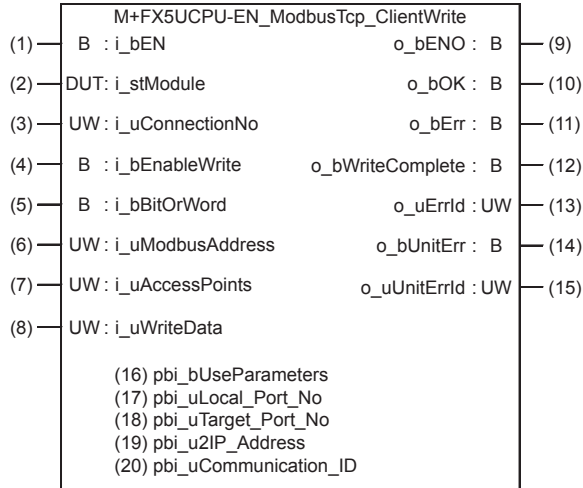 M+FX5UCPU-EN_ModbusTcp_ClientWrite
(1) B : i_bEN o_bENO : B (9)
(2) DUT: i_stModule o_bOK : B (10)
(3) UW : i_uConnectionNo o_bErr : B (11)
(4) B : i_bEnableWrite o_bWriteComplete : B (12)
(5) B : i_bBitOrWord o_uErrId : UW (13)
(6) UW : i_uModbusAddress o_bUnitErr : B (14)
(7) UW : i_uAccessPoints o_uUnitErrId : UW (15)
(8) UW : i_uWriteData
(16) pbi_bUseParameters
(17) pbi_uLocal_Port_No
(18) pbi_uTarget_Port_No
(19) pbi_u2IP_Address
(20) pbi_uCommunication_ID